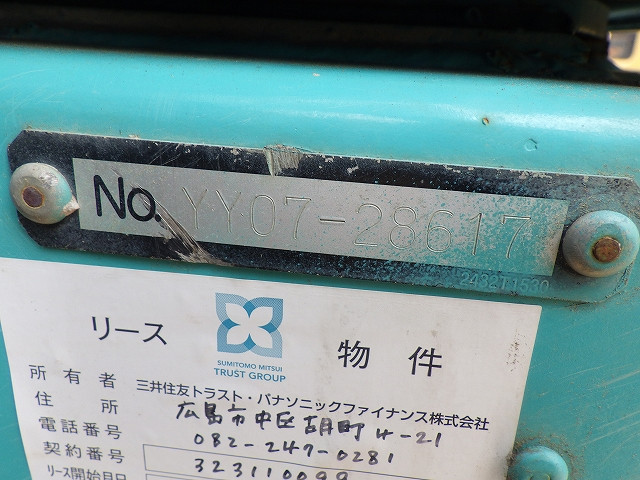 No. YY07-28617
2432T1530
リース 物件
SUMITOMO MITSUI
TRUST GROUP
所有者 三井住友トラスト・パナソニックファイナンス株式会社
住所 広島市中区胡町4-21
電話番号 082-247-0281
契約番号 323110099
リース開始月日